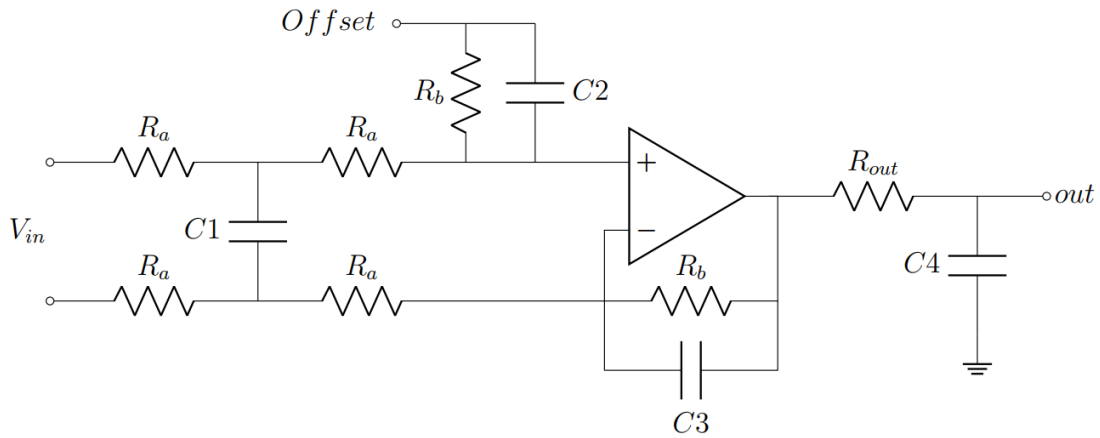 Offset
R_b
C2
R_a
R_a
+
R_out
V_in
C1
−
out
R_a
R_a
R_b
C4
C3